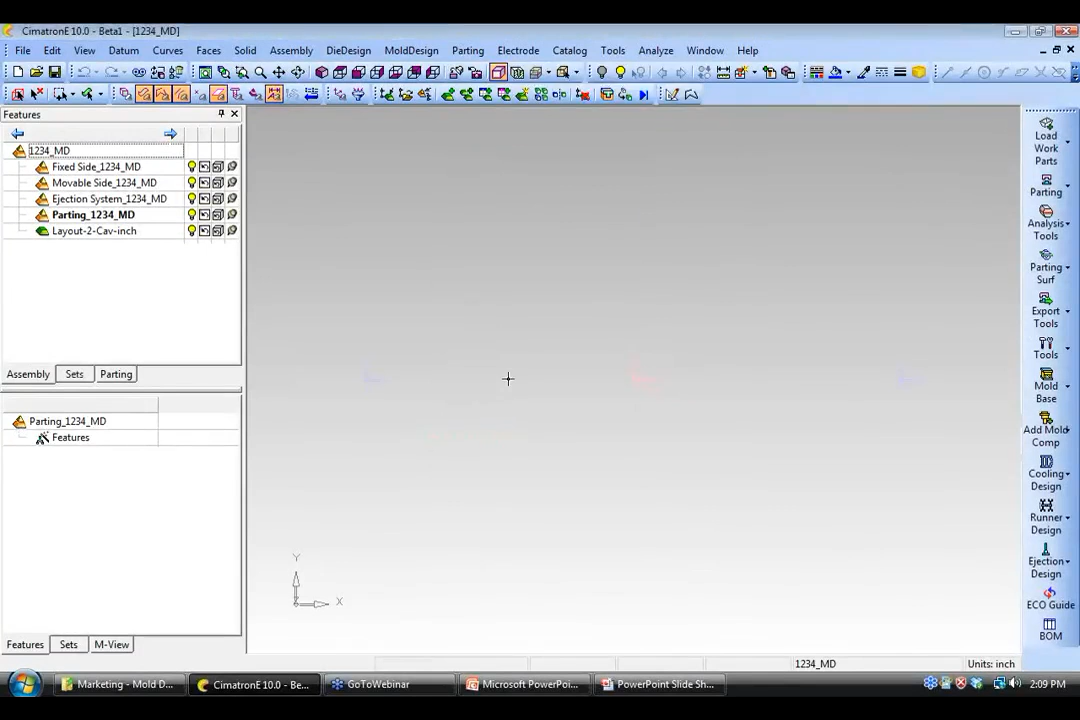 CimatronE 10.0 - Beta1 - [1234_MD]
File Edit View Datum Curves Faces Solid Assembly DieDesign MoldDesign Parting Electrode Catalog Tools Analyze Window Help
Features
1234_MD
Fixed Side_1234_MD
Movable Side_1234_MD
Ejection System_1234_MD
Parting_1234_MD
Layout-2-Cav-inch
Assembly Sets Parting
Parting_1234_MD
Features
Features Sets M-View
Y
X
Load
Work
Parts
Parting
Analysis
Tools
Parting
Surf
Export
Tools
Tools
Mold
Base
Add Mold
Comp
Cooling
Design
Runner
Design
Ejection
Design
ECO Guide
BOM
1234_MD Units: inch
Marketing - Mold D... CimatronE 10.0 - Be... GoToWebinar Microsoft PowerPoi... PowerPoint Slide Sh... 2:09 PM